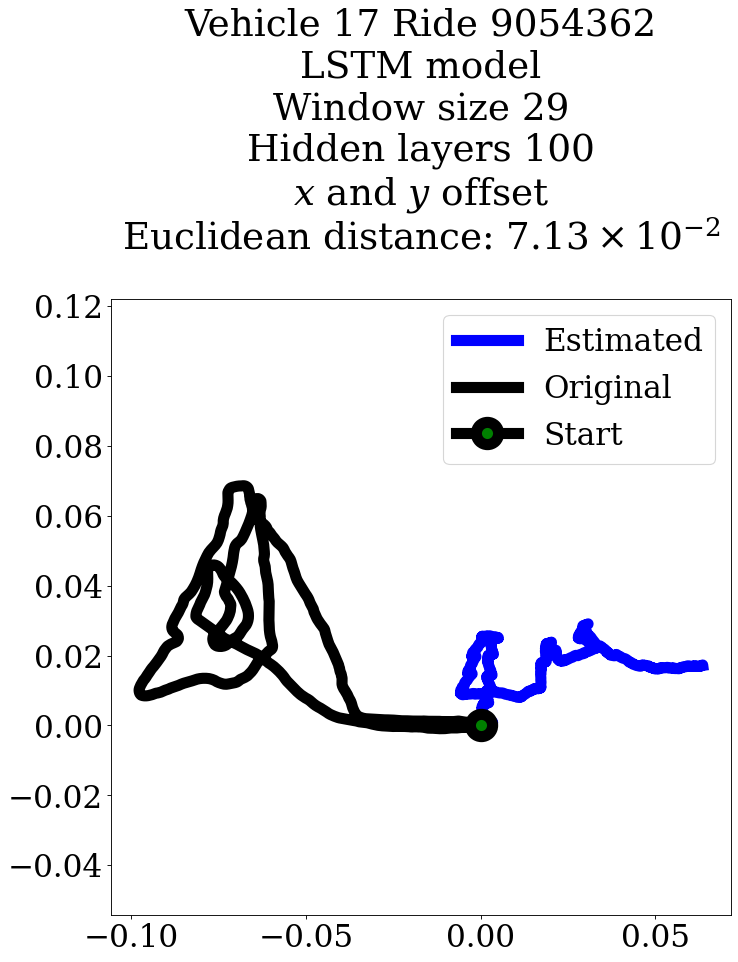 Vehicle 17 Ride 9054362
LSTM model
Window size 29
Hidden layers 100
x and y offset
Euclidean distance: 7.13 × 10⁻²
Estimated
Original
Start
0.12
0.10
0.08
0.06
0.04
0.02
0.00
−0.02
−0.04
−0.10 −0.05 0.00 0.05